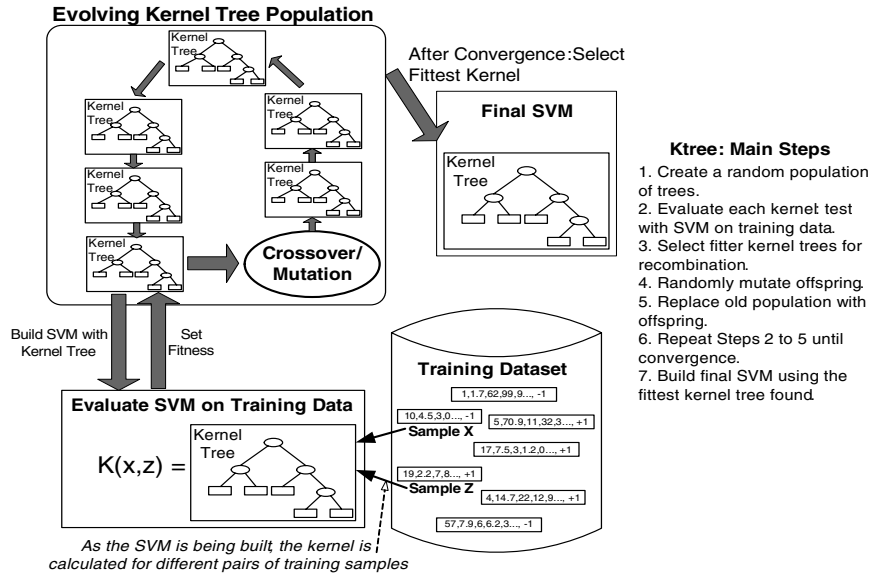 Evolving Kernel Tree Population
Kernel
Tree
Kernel
Tree
Kernel
Tree
Kernel
Tree
Kernel
Tree
Kernel
Tree
Crossover/
Mutation
After Convergence:Select
Fittest Kernel
Final SVM
Kernel
Tree
Ktree: Main Steps
1. Create a random population
of trees.
2. Evaluate each kernel: test
with SVM on training data.
3. Select fitter kernel trees for
recombination.
4. Randomly mutate offspring.
5. Replace old population with
offspring.
6. Repeat Steps 2 to 5 until
convergence.
7. Build final SVM using the
fittest kernel tree found.
Build SVM with
Kernel Tree
Set
Fitness
Evaluate SVM on Training Data
K(x,z) =
Kernel
Tree
Training Dataset
1,1.7,62,99,9..., -1
10,4.5,3,0..., -1
Sample X
5,70.9,11,32,3..., +1
17,7.5,3,1.2,0..., +1
19,2.2,7,8..., +1
Sample Z
4,14.7,22,12,9..., +1
57,7.9,6,6.2,3..., -1
As the SVM is being built, the kernel is
calculated for different pairs of training samples